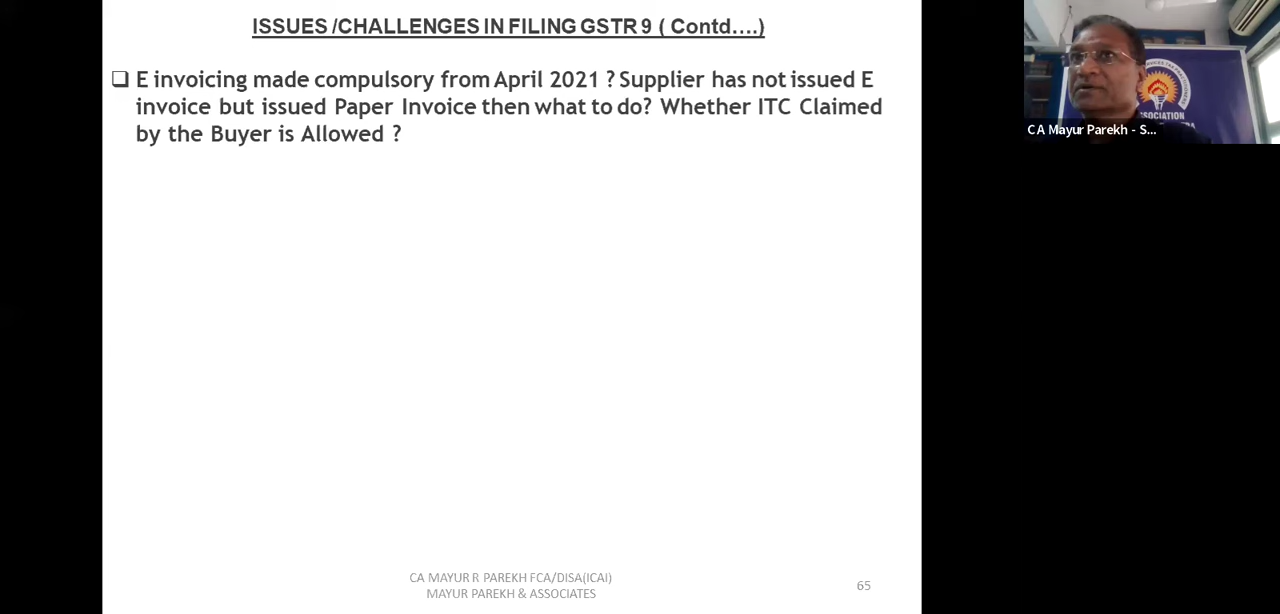 ISSUES /CHALLENGES IN FILING GSTR 9 ( Contd….)
❑ E invoicing made compulsory from April 2021 ? Supplier has not issued E
invoice but issued Paper Invoice then what to do? Whether ITC Claimed
by the Buyer is Allowed ?
CA MAYUR R PAREKH FCA/DISA(ICAI)
MAYUR PAREKH & ASSOCIATES
65
SOCIATION
C A Mayur Parekh - S...